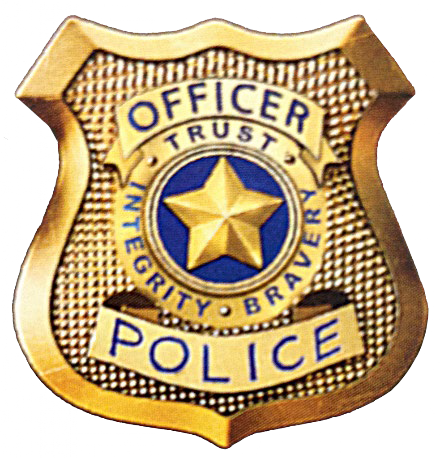 OFFICER
TRUST
INTEGRITY • BRAVERY
POLICE